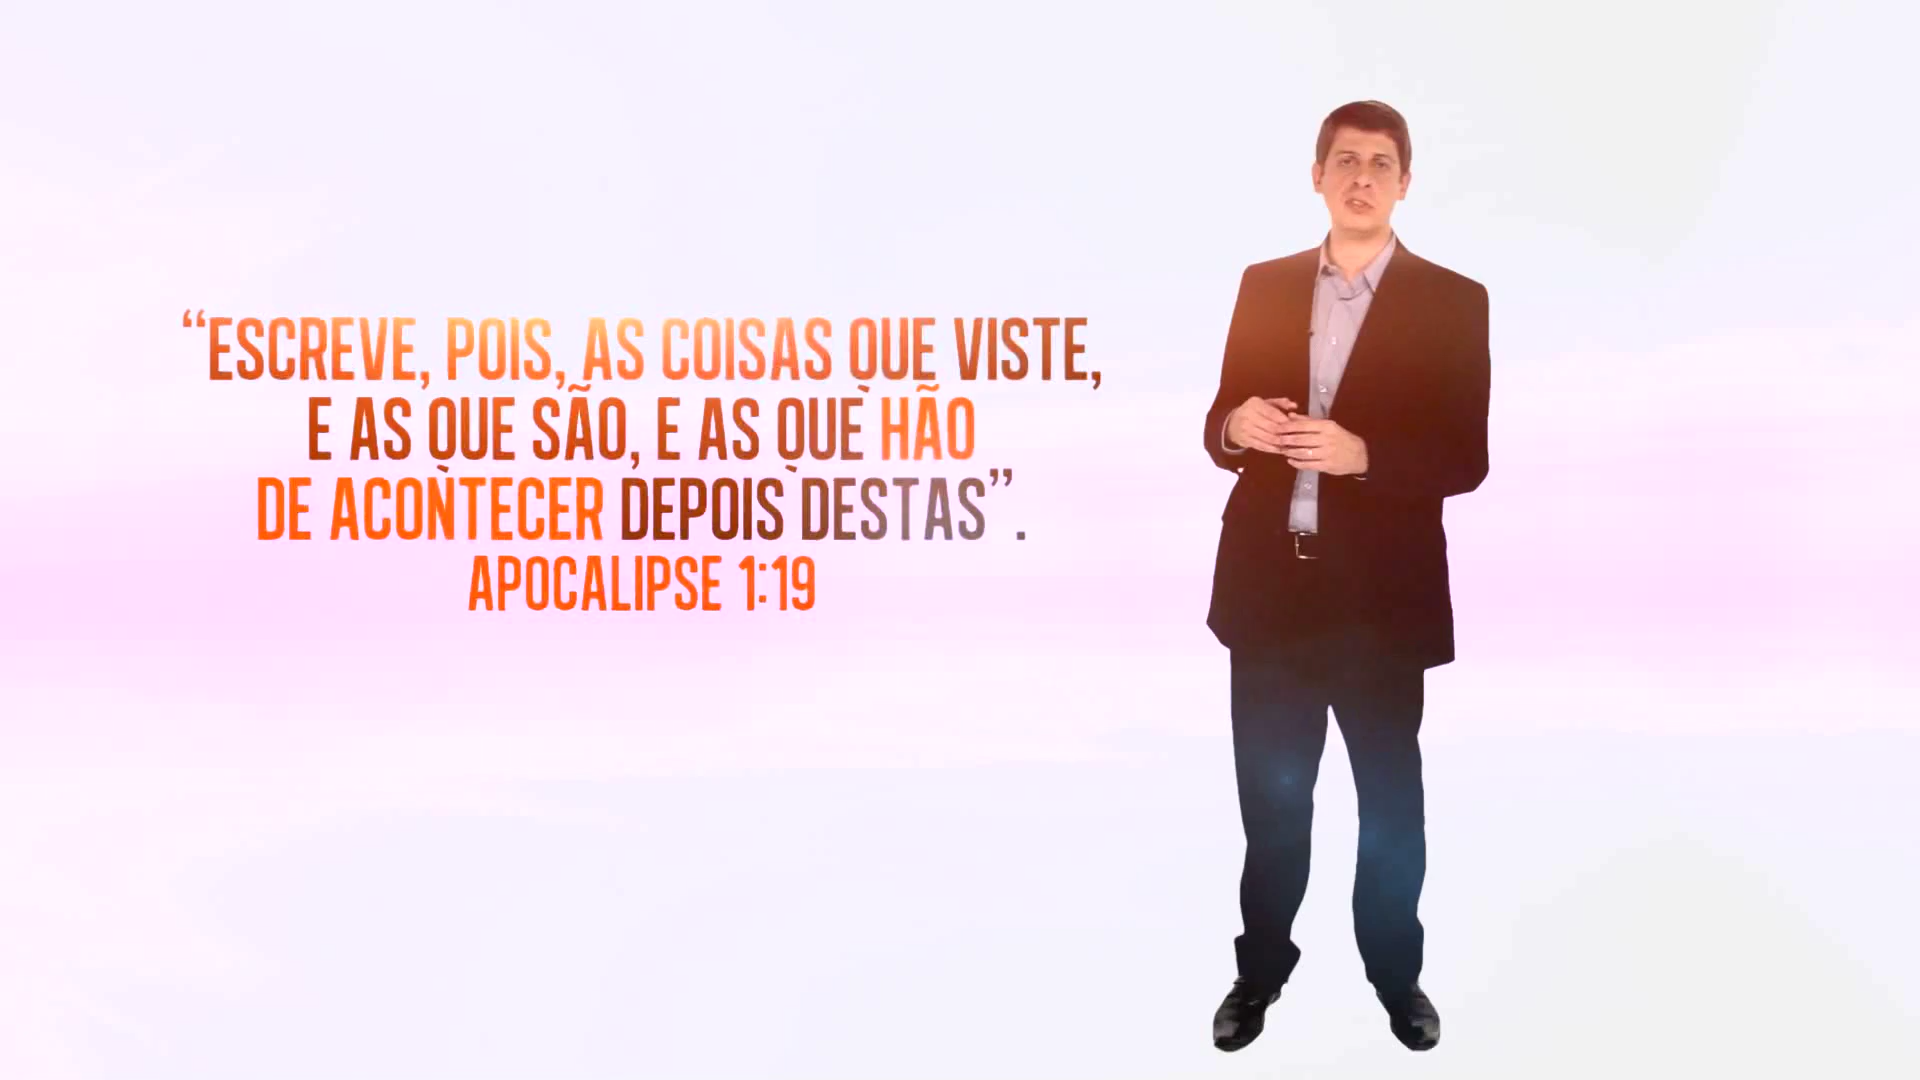 “ESCREVE, POIS, AS COISAS QUE VISTE,
E AS QUE SÃO, E AS QUE HÃO
DE ACONTECER DEPOIS DESTAS”.
APOCALIPSE 1:19